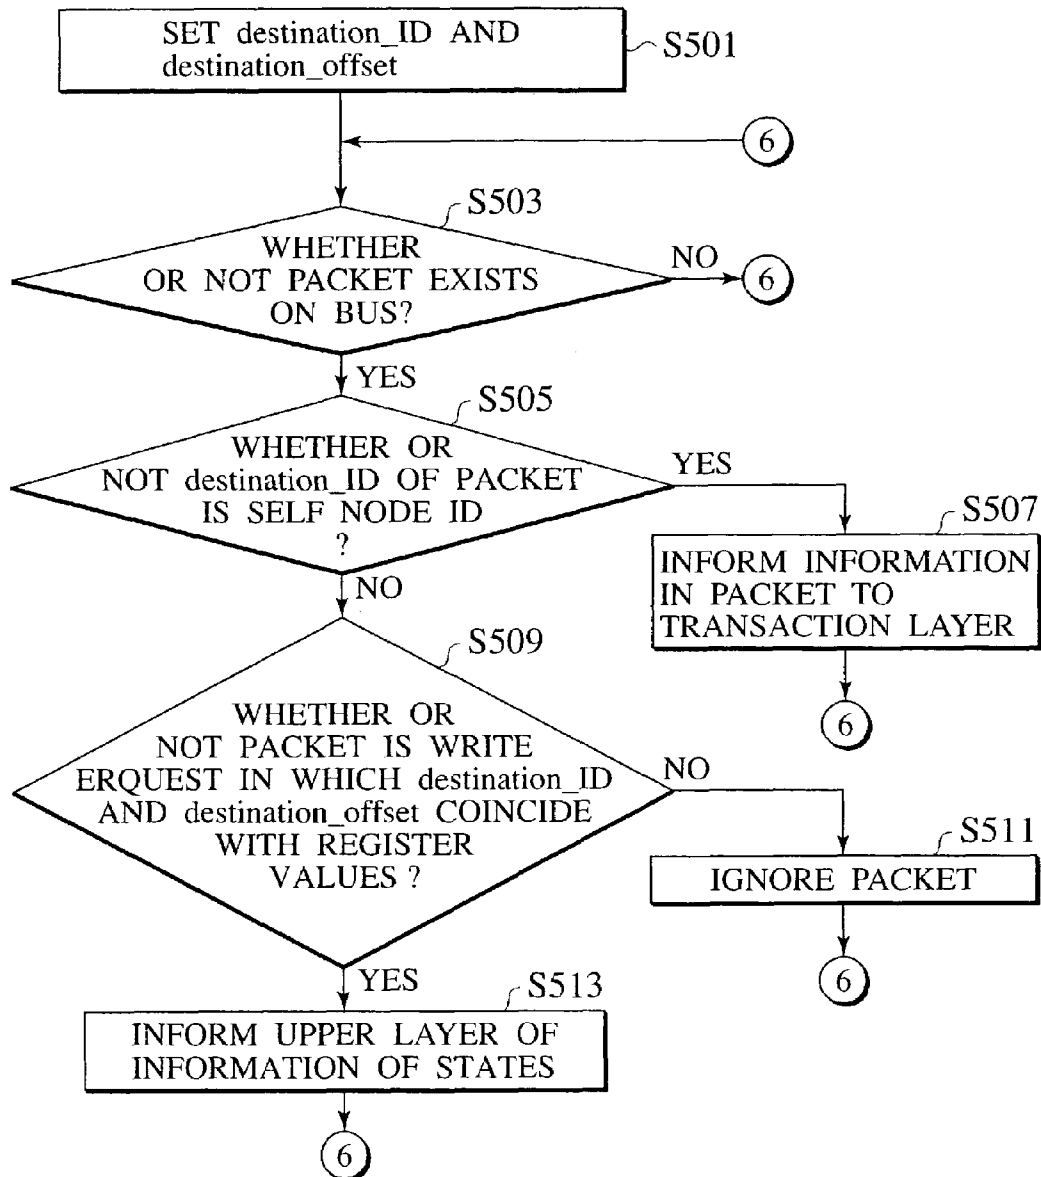 SET destination_ID AND
destination_offset
S501
6
S503
WHETHER
OR NOT PACKET EXISTS
ON BUS?
NO
6
YES
S505
WHETHER OR
NOT destination_ID OF PACKET
IS SELF NODE ID
?
YES
S507
INFORM INFORMATION
IN PACKET TO
TRANSACTION LAYER
6
NO
S509
WHETHER OR
NOT PACKET IS WRITE
ERQUEST IN WHICH destination_ID
AND destination_offset COINCIDE
WITH REGISTER
VALUES ?
NO
S511
IGNORE PACKET
6
YES
S513
INFORM UPPER LAYER OF
INFORMATION OF STATES
6